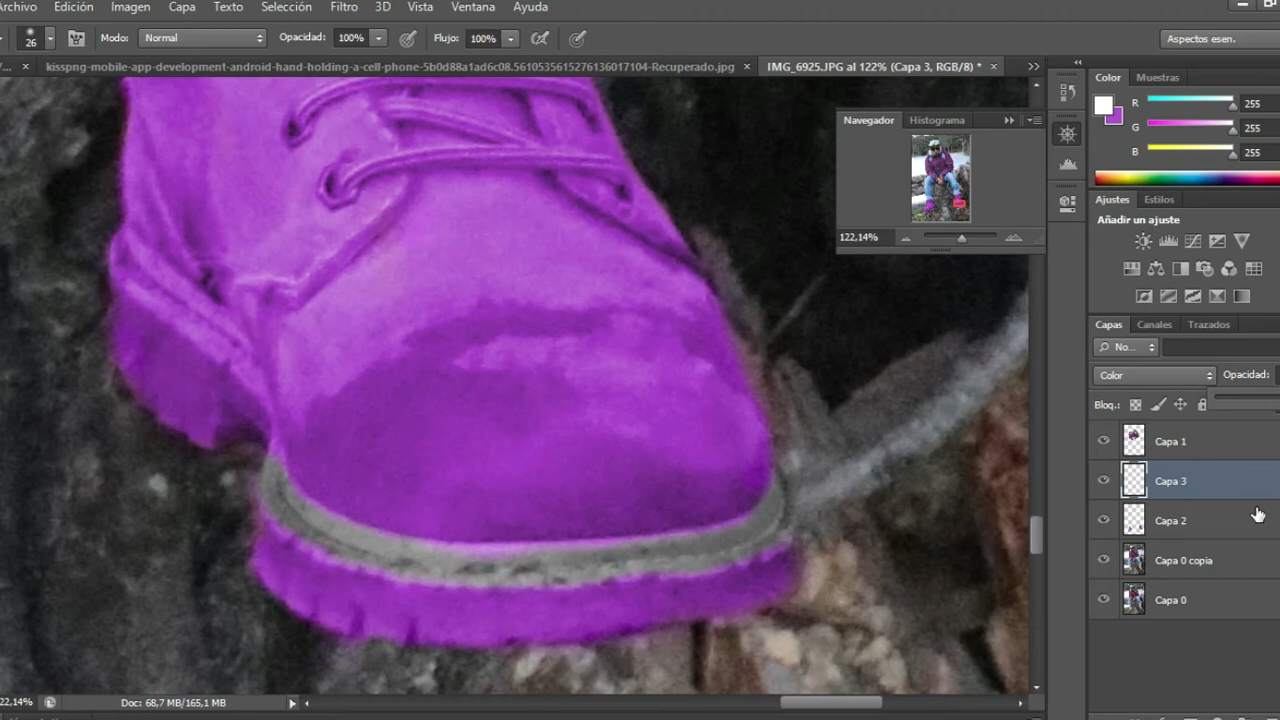 Archivo Edición Imagen Capa Texto Selección Filtro 3D Vista Ventana Ayuda
26 Modo: Normal Opacidad: 100% Flujo: 100% Aspectos esen.
/7... × kisspng-mobile-app-development-android-hand-holding-a-cell-phone-5b0d88a1ad6c08.5610535615276136017104-Recuperado.jpg × IMG_6925.JPG al 122% (Capa 3, RGB/8) * ×
Color Muestras
R 255
G 255
B 255
Navegador Histograma
122,14%
Ajustes Estilos
Añadir un ajuste
Capas Canales Trazados
No...
Color Opacidad:
Bloq.:
Capa 1
Capa 3
Capa 2
Capa 0 copia
Capa 0
22,14% Doc: 68,7 MB/165,1 MB